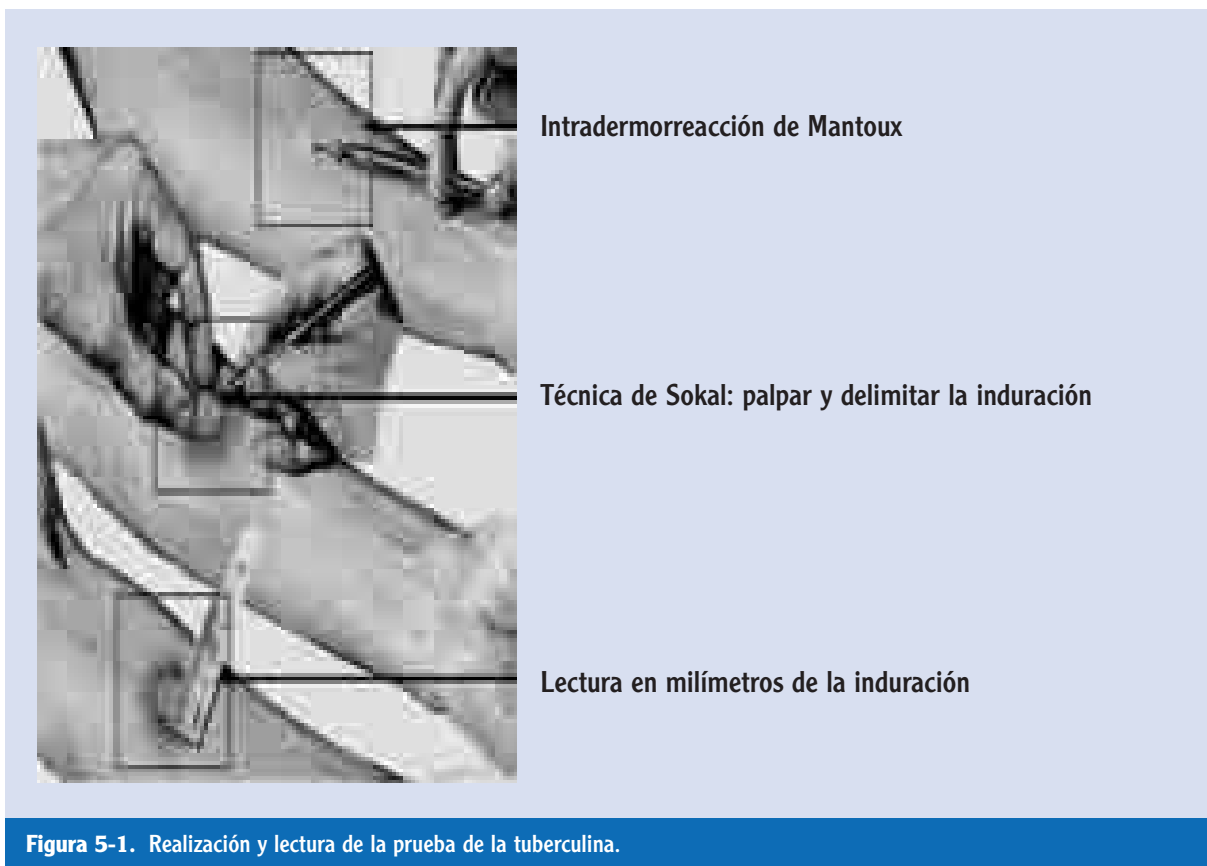 Intradermorreacción de Mantoux
Técnica de Sokal: palpar y delimitar la induración
Lectura en milímetros de la induración
Figura 5-1. Realización y lectura de la prueba de la tuberculina.